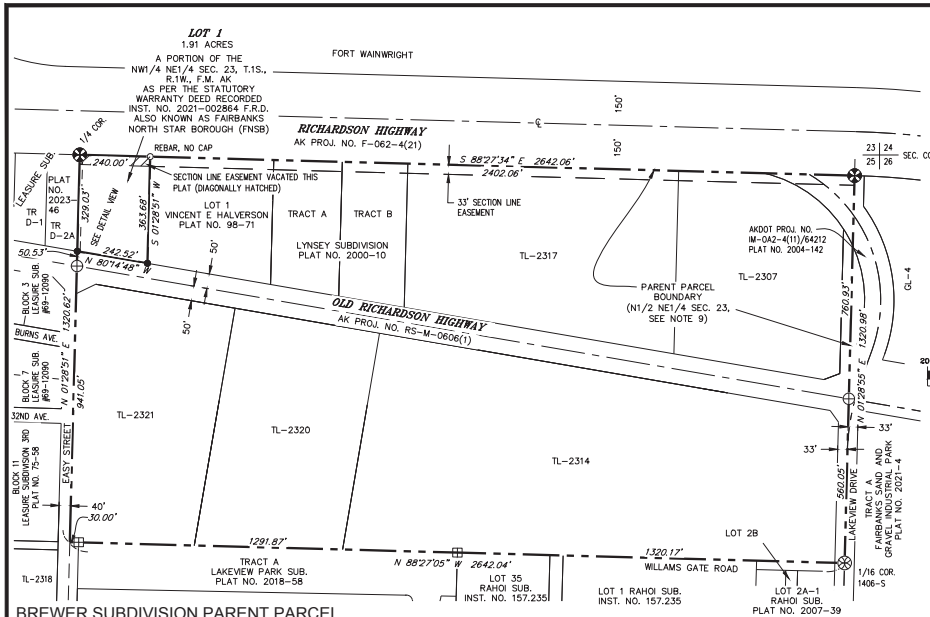 LOT 1
1.91 ACRES
A PORTION OF THE
NW1/4 NE1/4 SEC. 23, T.1S.,
R.1W., F.M. AK
AS PER THE STATUTORY
WARRANTY DEED RECORDED
INST. NO. 2021-002864 F.R.D.
ALSO KNOWN AS FAIRBANKS
NORTH STAR BOROUGH (FNSB)
FORT WAINWRIGHT
150'
150'
℄
RICHARDSON HIGHWAY
AK PROJ. NO. F-062-4(21)
1/4 COR.
REBAR, NO CAP
240.00'
S 88°27'34" E 2642.06'
2402.06'
23 24
25 26
SEC. CO
SECTION LINE EASEMENT VACATED THIS
PLAT (DIAGONALLY HATCHED)
33' SECTION LINE
EASEMENT
LEASURE SUB.
TR
D-1
PLAT
NO.
2023-
46
TR
D-2A
329.03'
SEE DETAIL VIEW
363.68'
S 01°28'51" W
LOT 1
VINCENT E HALVERSON
PLAT NO. 98-71
TRACT A
TRACT B
LYNSEY SUBDIVISION
PLAT NO. 2000-10
TL-2317
AKDOT PROJ. NO.
IM-0A2-4(11)/64212
PLAT NO. 2004-142
TL-2307
GL-4
PARENT PARCEL
BOUNDARY
(N1/2 NE1/4 SEC. 23,
SEE NOTE 9)
50.53'
242.52'
N 80°14'48" W
50'
50'
OLD RICHARDSON HIGHWAY
AK PROJ. NO. RS-M-0606(1)
760.93'
N 01°28'55" E 1320.98'
20
BLOCK 3
LEASURE SUB.
#69-12090
BURNS AVE.
BLOCK 7
LEASURE SUB.
#69-12090
32ND AVE.
BLOCK 11
LEASURE SUBDIVISION 3RD
PLAT NO. 75-58
N 01°28'51" E 1320.62'
941.05'
EASY STREET
TL-2321
TL-2320
TL-2314
33'
33'
560.05'
LAKEVIEW DRIVE
TRACT A
FAIRBANKS SAND AND
GRAVEL INDUSTRIAL PARK
PLAT NO. 2021-4
40'
30.00'
1291.87'
N 88°27'05" W 2642.04'
1320.17'
WILLAMS GATE ROAD
LOT 2B
1/16 COR.
1406-S
TL-2318
TRACT A
LAKEVIEW PARK SUB.
PLAT NO. 2018-58
LOT 35
RAHOI SUB.
INST. NO. 157.235
LOT 1 RAHOI SUB.
INST. NO. 157.235
LOT 2A-1
RAHOI SUB.
PLAT NO. 2007-39
BREWER SUBDIVISION PARENT PARCEL